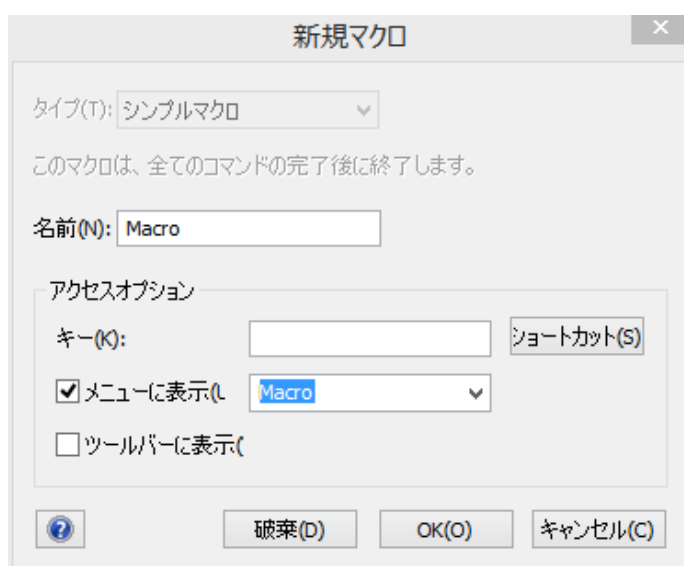 新規マクロ
タイプ(T): シンプルマクロ
このマクロは、全てのコマンドの完了後に終了します。
名前(N): Macro
アクセスオプション
キー(K): ショートカット(S)
メニューに表示(L Macro
ツールバーに表示(
破棄(D) OK(O) キャンセル(C)